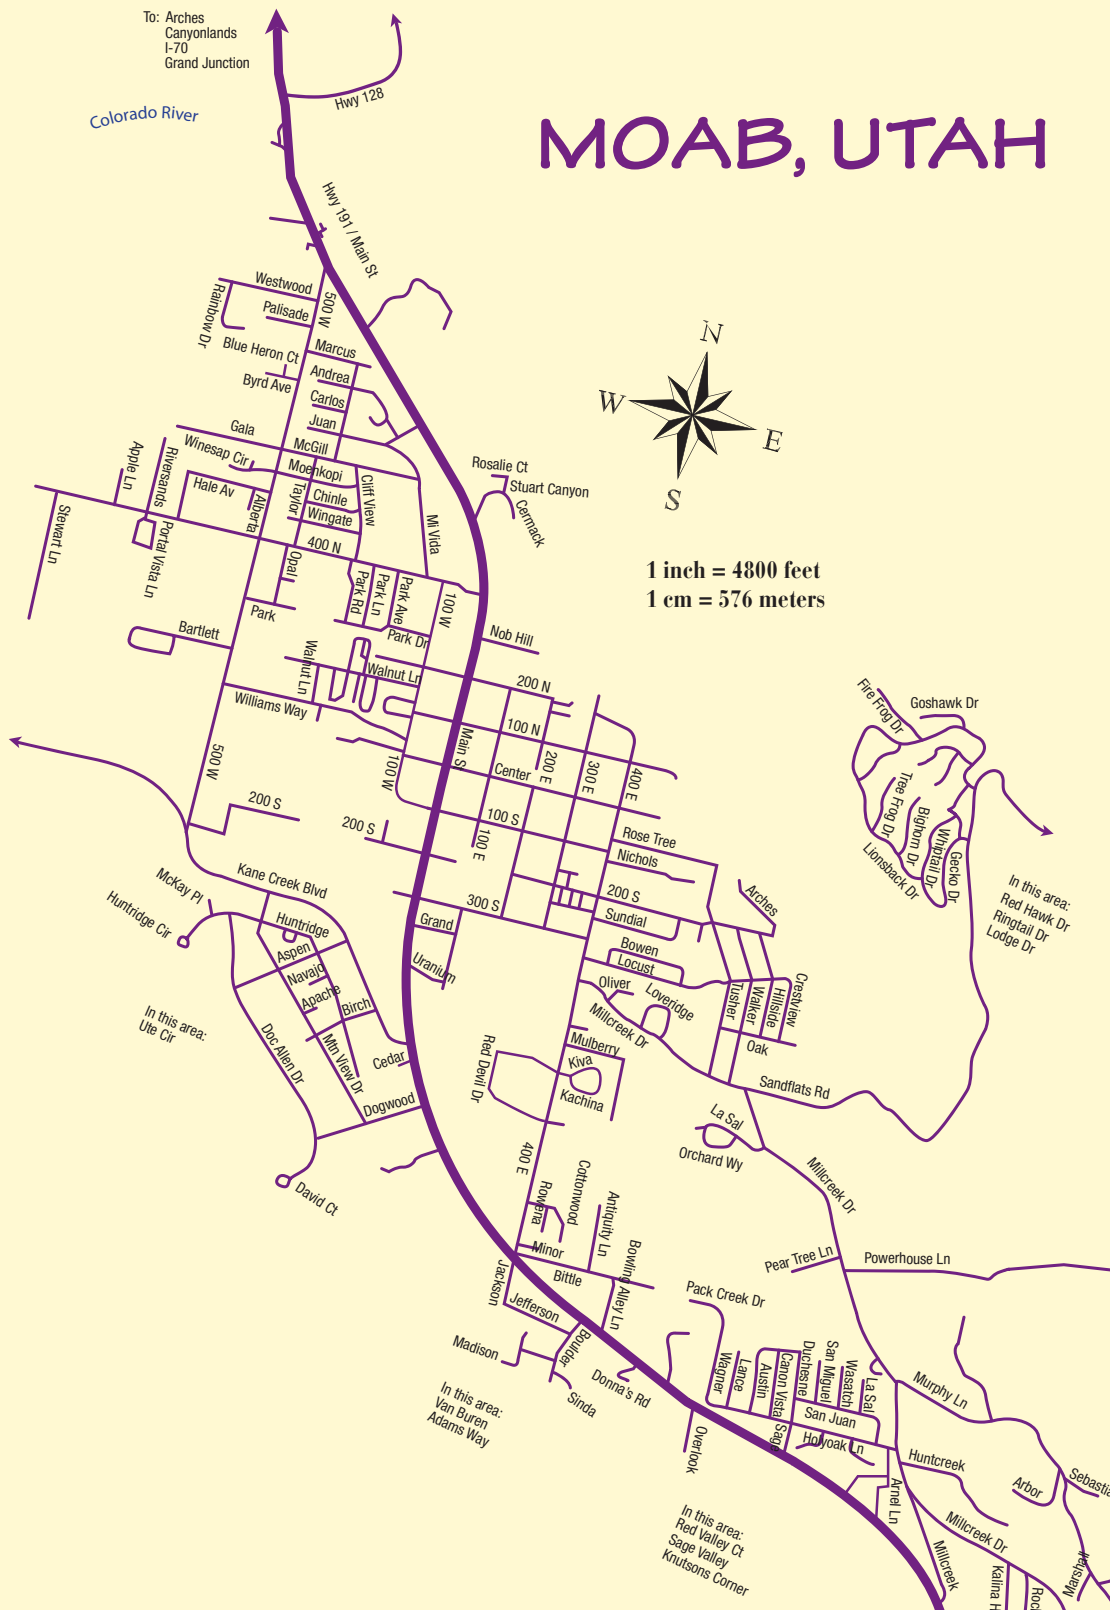 To: Arches
Canyonlands
I-70
Grand Junction
Hwy 128
Colorado River
MOAB, UTAH
Hwy 191 / Main St
Westwood
Rainbow Dr
500 W
Palisade
Blue Heron Ct
Marcus
Byrd Ave
Andrea
Carlos
Juan
Gala
McGill
Winesap Cir
Moenkopi
Apple Ln
Riversands
Hale Av
Alberta
Taylor
Chinle
Wingate
Cliff View
Mi Vida
Rosalie Ct
Stuart Canyon
Cermack
N
W
E
S
1 inch = 4800 feet
1 cm = 576 meters
Stewart Ln
Portal Vista Ln
400 N
Opal
Park Rd
Park Ln
Park Ave
100 W
Park
Park Dr
Nob Hill
Bartlett
Walnut Ln
Walnut Ln
Williams Way
200 N
100 N
Main St
500 W
100 W
Center
200 E
300 E
400 E
Fire Frog Dr
Goshawk Dr
Tree Frog Dr
Bighorn Dr
Whiptail Dr
Gecko Dr
Lionsback Dr
In this area:
Red Hawk Dr
Ringtail Dr
Lodge Dr
200 S
200 S
100 S
100 E
Rose Tree
Nichols
200 S
Arches
Kane Creek Blvd
McKay Pl
Huntridge Cir
Huntridge
300 S
Grand
Sundial
Aspen
Navajo
Apache
Birch
Uranium
Bowen
Locust
Oliver
Loveridge
Millcreek Dr
Tusher
Walker
Hillside
Crestview
In this area:
Ute Cir
Doc Allen Dr
Mtn View Dr
Cedar
Dogwood
Red Devil Dr
Mulberry
Kiva
Kachina
Oak
Sandflats Rd
La Sal
Orchard Wy
Millcreek Dr
David Ct
400 E
Rowena
Cottonwood
Antiquity Ln
Minor
Bittle
Bowling Alley Ln
Pear Tree Ln
Powerhouse Ln
Jackson
Jefferson
Madison
Boulder
Sinda
Donna's Rd
Pack Creek Dr
In this area:
Van Buren
Adams Way
Wagner
Lance
Austin
Canon Vista
Duchesne
San Miguel
Wasatch
La Sal
San Juan
Sage
Holyoak Ln
Murphy Ln
Overlook
Huntcreek
Arnel Ln
Arbor
Sebastia
Millcreek Dr
Millcreek
Kalina H
Roc
Marshall
In this area:
Red Valley Ct
Sage Valley
Knutsons Corner